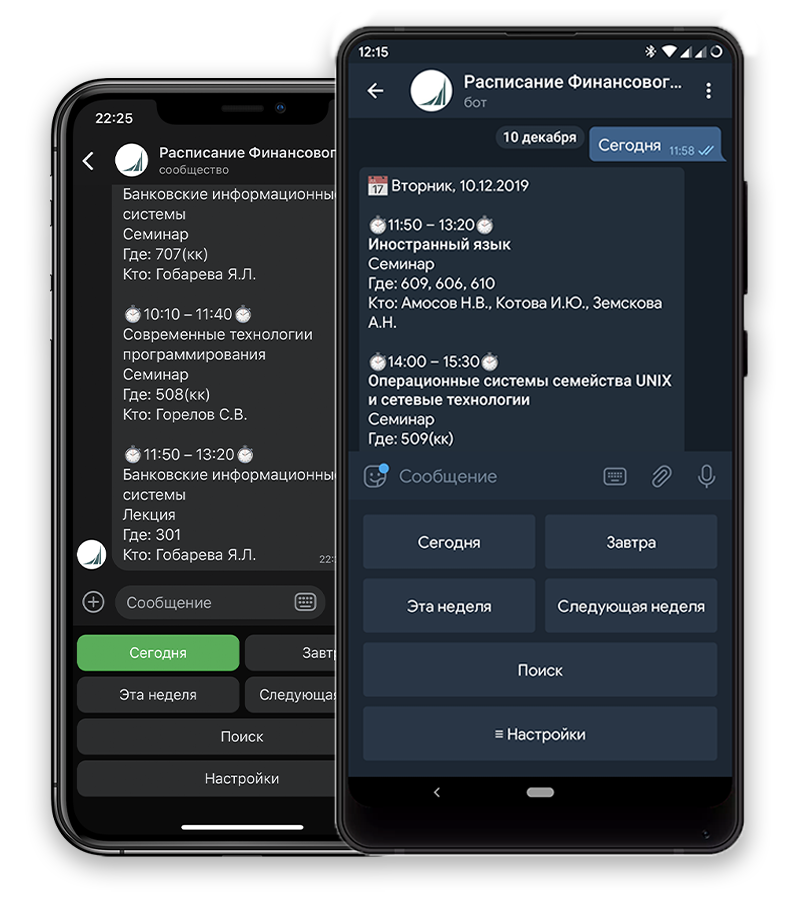 22:25
Расписание Финансовог
сообщество
Банковские информационны
системы
Семинар
Где: 707(кк)
Кто: Гобарева Я.Л.
10:10 – 11:40
Современные технологии
программирования
Семинар
Где: 508(кк)
Кто: Горелов С.В.
11:50 – 13:20
Банковские информационны
системы
Лекция
Где: 301
Кто: Гобарева Я.Л.
22:
Сообщение
Сегодня
Завт
Эта неделя
Следующая
Поиск
Настройки
12:15
Расписание Финансовог...
бот
10 декабря
Сегодня 11:58
17 Вторник, 10.12.2019
11:50 – 13:20
Иностранный язык
Семинар
Где: 609, 606, 610
Кто: Амосов Н.В., Котова И.Ю., Земскова
А.Н.
14:00 – 15:30
Операционные системы семейства UNIX
и сетевые технологии
Семинар
Где: 509(кк)
Сообщение
Сегодня
Завтра
Эта неделя
Следующая неделя
Поиск
≡ Настройки